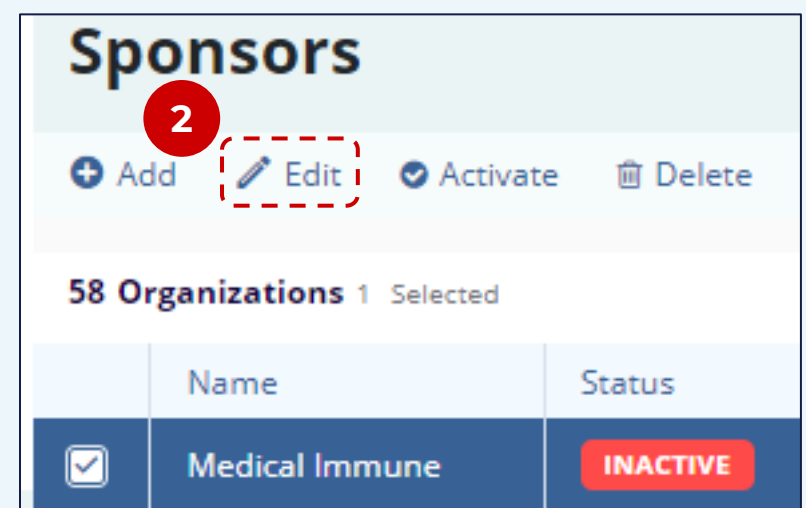 Sponsors
2
Add Edit Activate Delete
58 Organizations 1 Selected
Name Status
Medical Immune INACTIVE